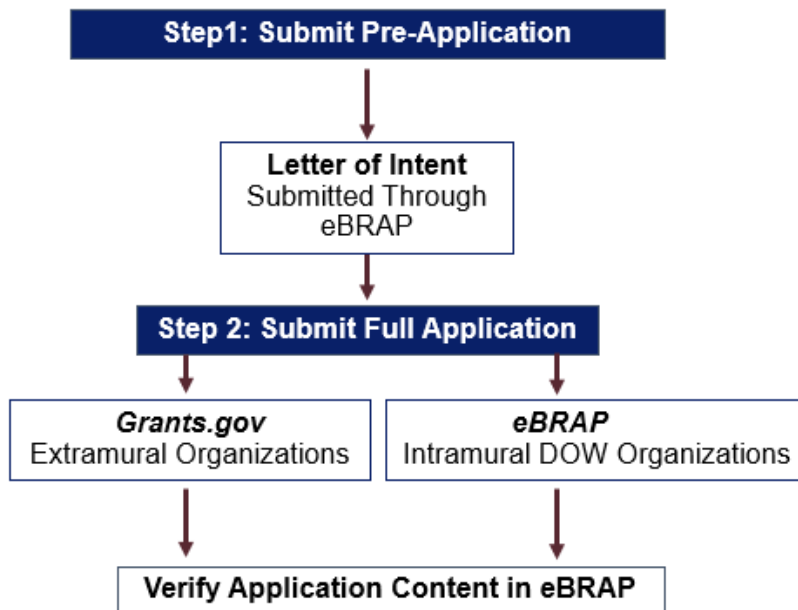 Step1: Submit Pre-Application
Letter of Intent
Submitted Through
eBRAP
Step 2: Submit Full Application
Grants.gov
Extramural Organizations
eBRAP
Intramural DOW Organizations
Verify Application Content in eBRAP